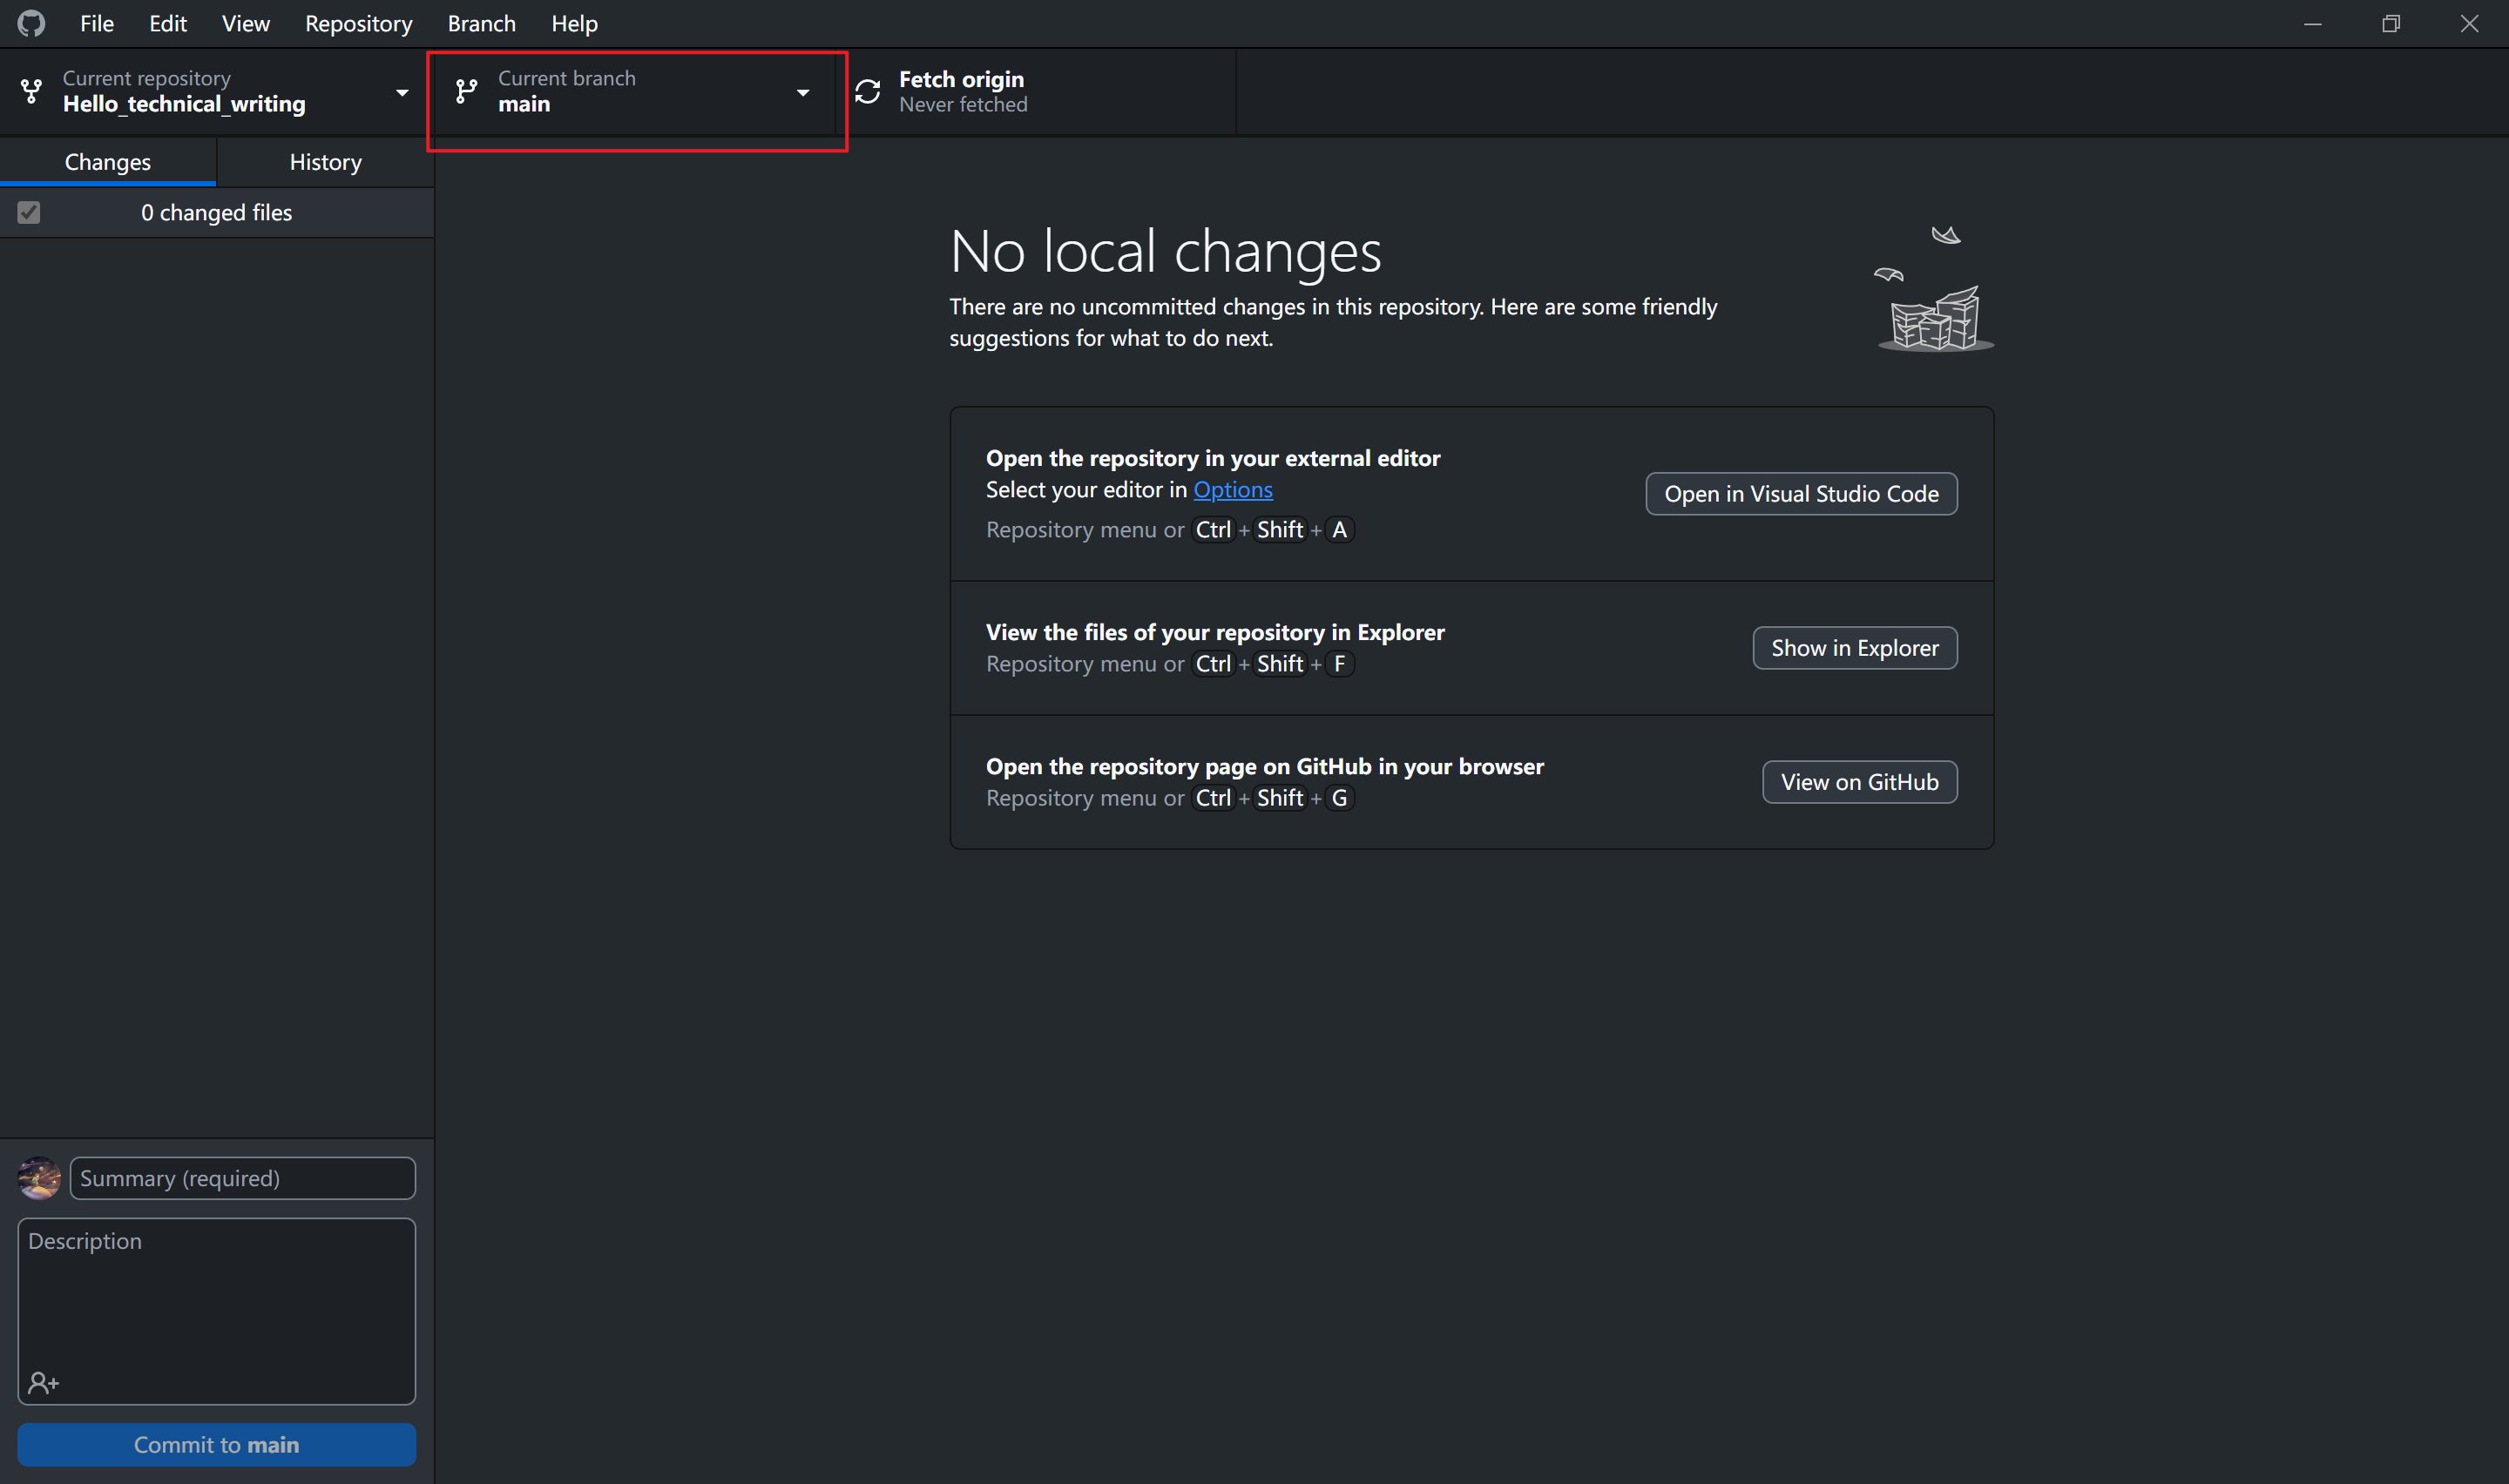 File Edit View Repository Branch Help
Current repository
Hello_technical_writing
Current branch
main
Fetch origin
Never fetched
Changes
History
0 changed files
No local changes
There are no uncommitted changes in this repository. Here are some friendly
suggestions for what to do next.
Open the repository in your external editor
Select your editor in Options
Repository menu or Ctrl + Shift + A
Open in Visual Studio Code
View the files of your repository in Explorer
Repository menu or Ctrl + Shift + F
Show in Explorer
Open the repository page on GitHub in your browser
Repository menu or Ctrl + Shift + G
View on GitHub
Summary (required)
Description
Commit to main